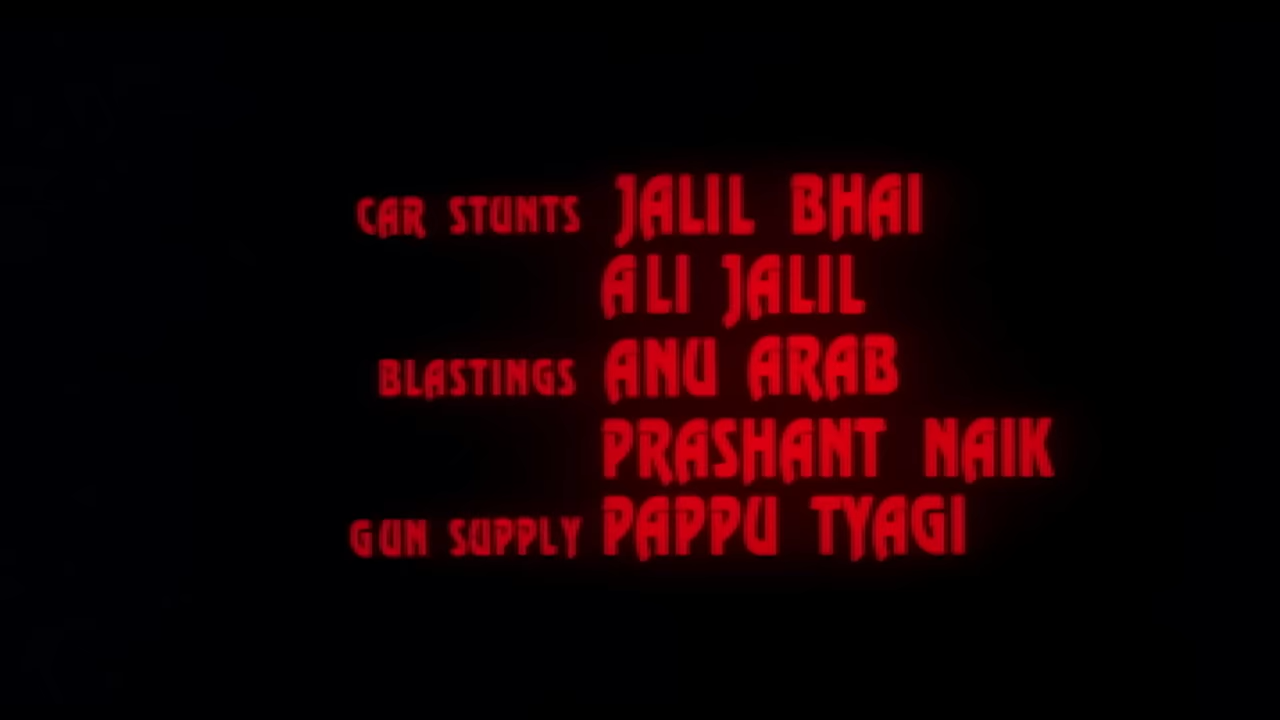 CAR STUNTS JALIL BHAI
ALI JALIL
BLASTINGS ANU ARAB
PRASHANT NAIK
GUN SUPPLY PAPPU TYAGI